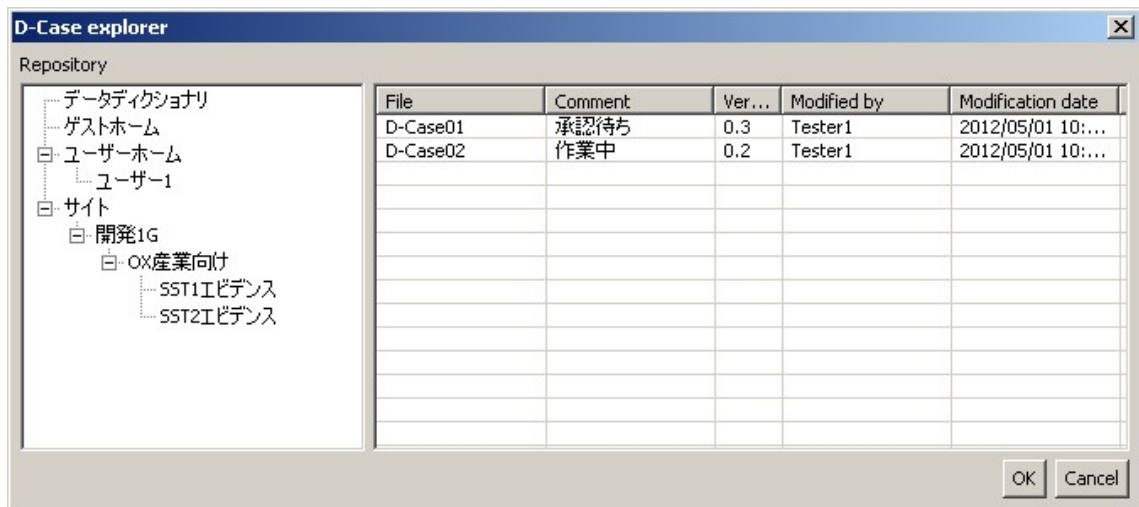 D-Case explorer
Repository
データディクショナリ
ゲストホーム
ユーザーホーム
ユーザー1
サイト
開発1G
OX産業向け
SST1エビデンス
SST2エビデンス
File Comment Ver... Modified by Modification date
D-Case01 承認待ち 0.3 Tester1 2012/05/01 10:...
D-Case02 作業中 0.2 Tester1 2012/05/01 10:...
OK Cancel